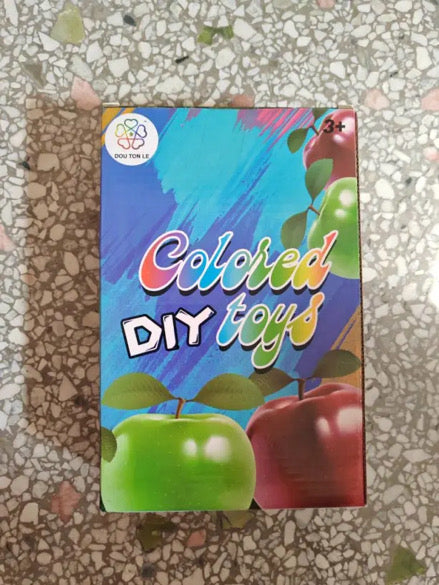 DOU TON LE
3+
Colored
DIY toys